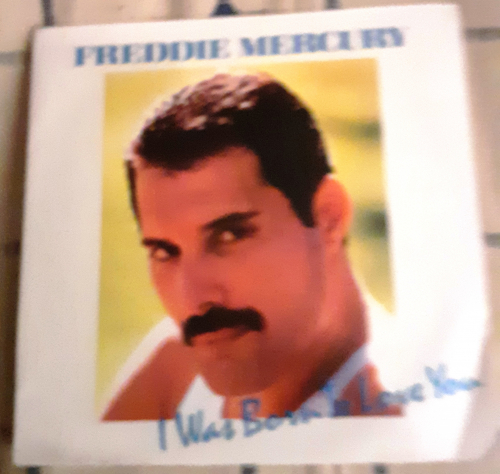 FREDDIE MERCURY
I Was Born To Love You